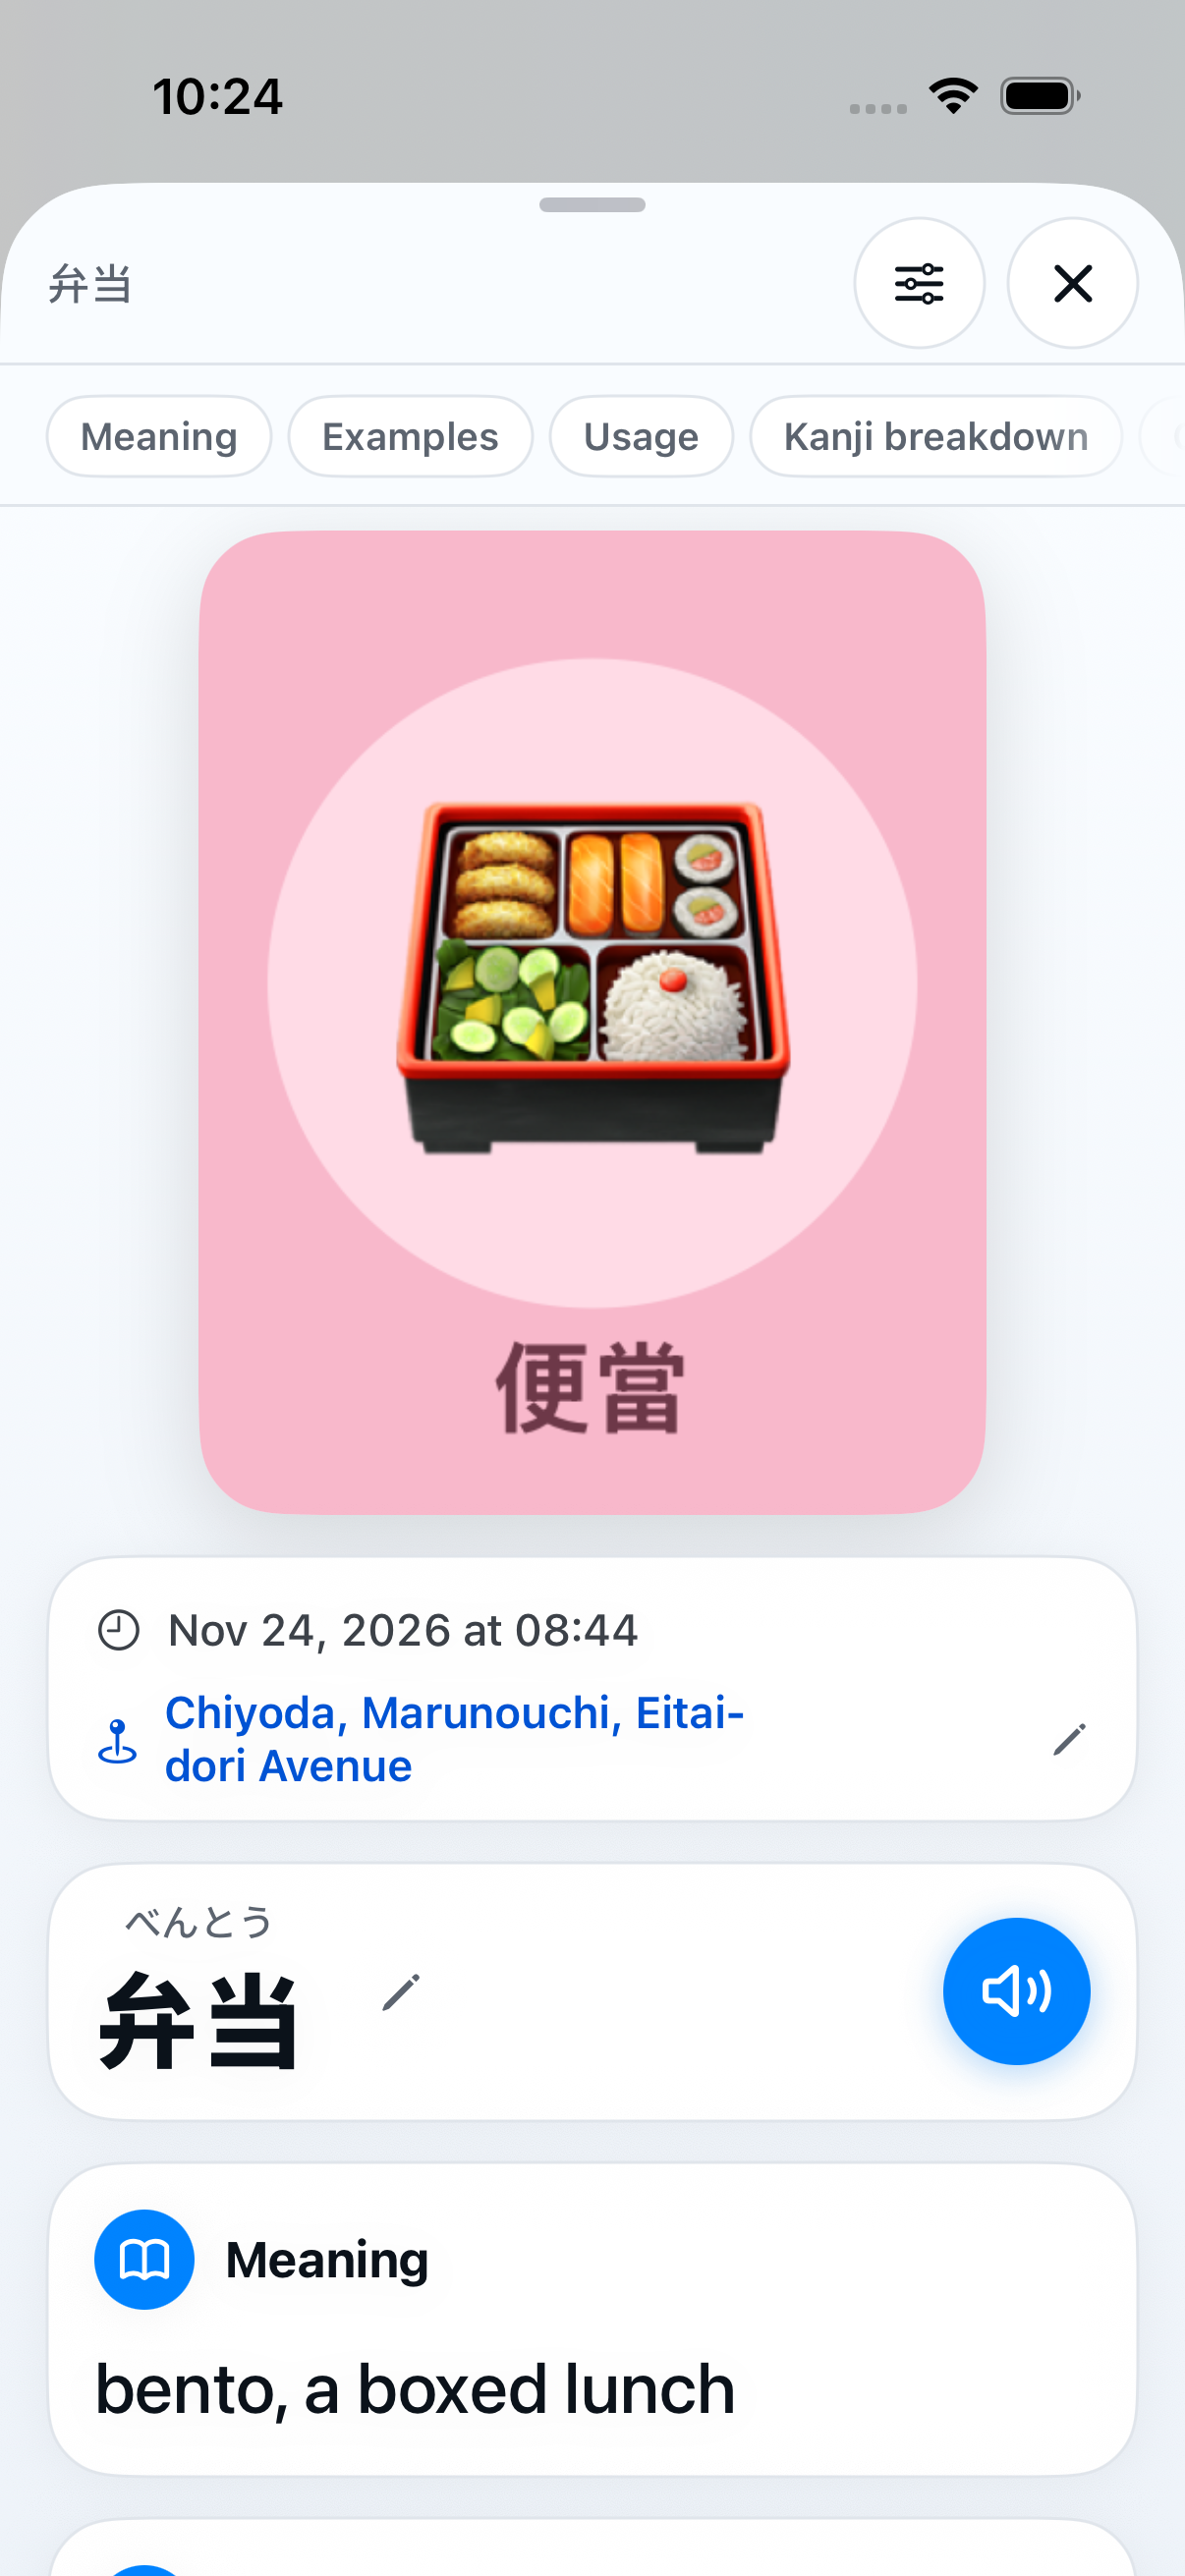 10:24
弁当
Meaning
Examples
Usage
Kanji breakdown
便當
Nov 24, 2026 at 08:44
Chiyoda, Marunouchi, Eitai-
dori Avenue
べんとう
弁当
Meaning
bento, a boxed lunch